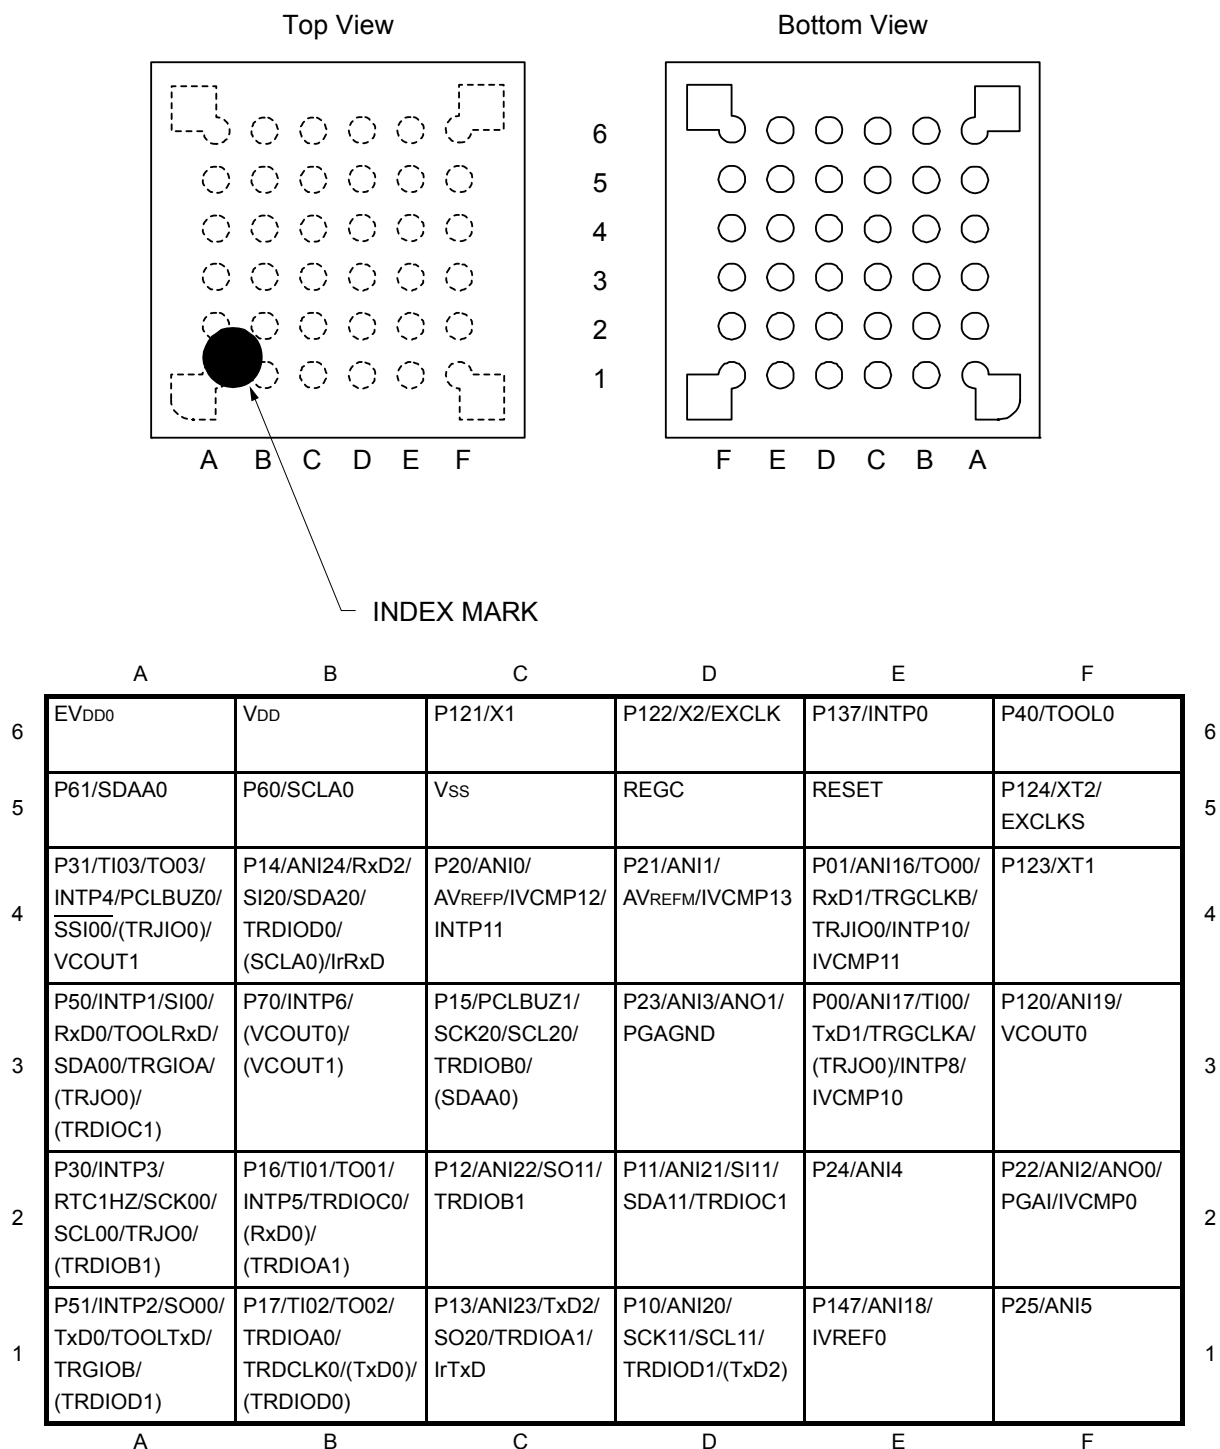 Top View
Bottom View
6
5
4
3
2
1
A B C D E F
F E D C B A
INDEX MARK
A B C D E F
6
EVDD0
VDD
P121/X1
P122/X2/EXCLK
P137/INTP0
P40/TOOL0
6
5
P61/SDAA0
P60/SCLA0
VSS
REGC
RESET
P124/XT2/
EXCLKS
5
4
P31/TI03/TO03/
INTP4/PCLBUZ0/
SSI00/(TRJIO0)/
VCOUT1
P14/ANI24/RxD2/
SI20/SDA20/
TRDIOD0/
(SCLA0)/IrRxD
P20/ANI0/
AVREFP/IVCMP12/
INTP11
P21/ANI1/
AVREFM/IVCMP13
P01/ANI16/TO00/
RxD1/TRGCLKB/
TRJIO0/INTP10/
IVCMP11
P123/XT1
4
3
P50/INTP1/SI00/
RxD0/TOOLRxD/
SDA00/TRGIOA/
(TRJO0)/
(TRDIOC1)
P70/INTP6/
(VCOUT0)/
(VCOUT1)
P15/PCLBUZ1/
SCK20/SCL20/
TRDIOB0/
(SDAA0)
P23/ANI3/ANO1/
PGAGND
P00/ANI17/TI00/
TxD1/TRGCLKA/
(TRJO0)/INTP8/
IVCMP10
P120/ANI19/
VCOUT0
3
2
P30/INTP3/
RTC1HZ/SCK00/
SCL00/TRJO0/
(TRDIOB1)
P16/TI01/TO01/
INTP5/TRDIOC0/
(RxD0)/
(TRDIOA1)
P12/ANI22/SO11/
TRDIOB1
P11/ANI21/SI11/
SDA11/TRDIOC1
P24/ANI4
P22/ANI2/ANO0/
PGAI/IVCMP0
2
1
P51/INTP2/SO00/
TxD0/TOOLTxD/
TRGIOB/
(TRDIOD1)
P17/TI02/TO02/
TRDIOA0/
TRDCLK0/(TxD0)/
(TRDIOD0)
P13/ANI23/TxD2/
SO20/TRDIOA1/
IrTxD
P10/ANI20/
SCK11/SCL11/
TRDIOD1/(TxD2)
P147/ANI18/
IVREF0
P25/ANI5
1
A B C D E F